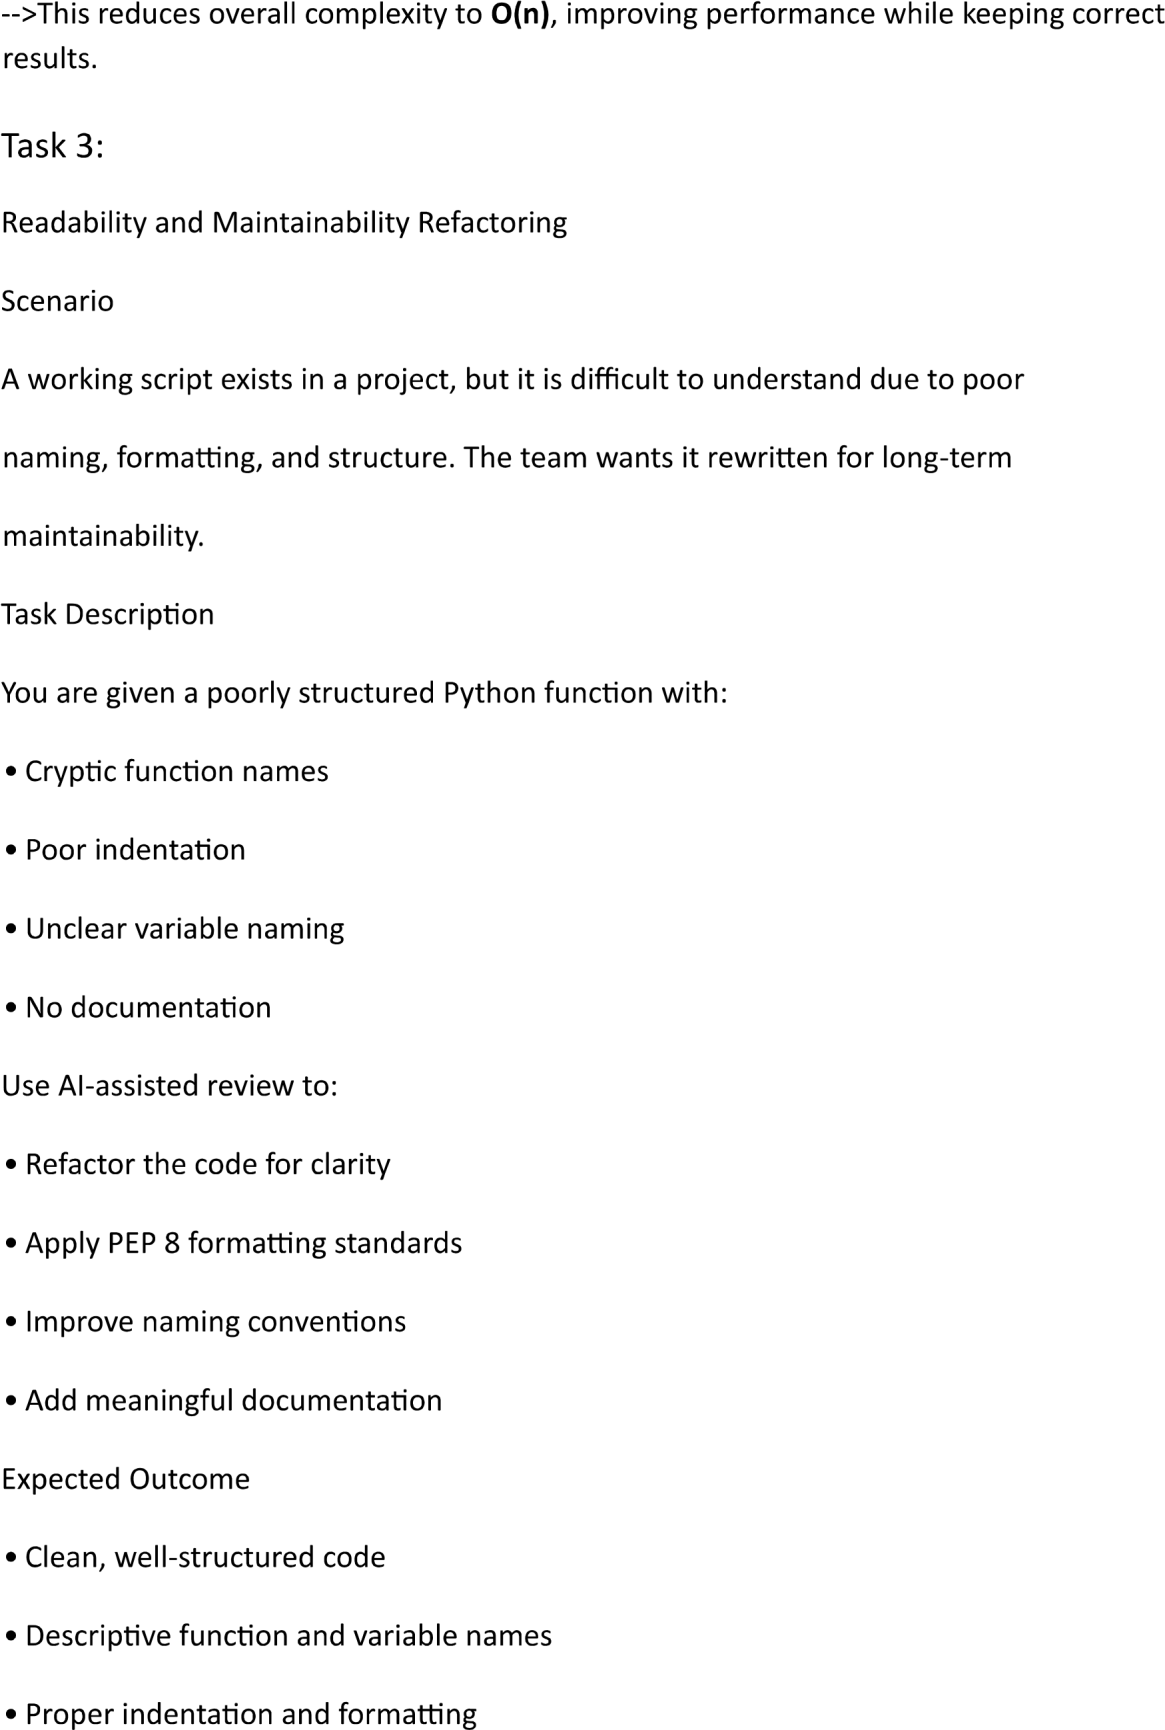 -->This reduces overall complexity to O(n), improving performance while keeping correct
results.
Task 3:
Readability and Maintainability Refactoring
Scenario
A working script exists in a project, but it is difficult to understand due to poor
naming, formatting, and structure. The team wants it rewritten for long-term
maintainability.
Task Description
You are given a poorly structured Python function with:
• Cryptic function names
• Poor indentation
• Unclear variable naming
• No documentation
Use AI-assisted review to:
• Refactor the code for clarity
• Apply PEP 8 formatting standards
• Improve naming conventions
• Add meaningful documentation
Expected Outcome
• Clean, well-structured code
• Descriptive function and variable names
• Proper indentation and formatting